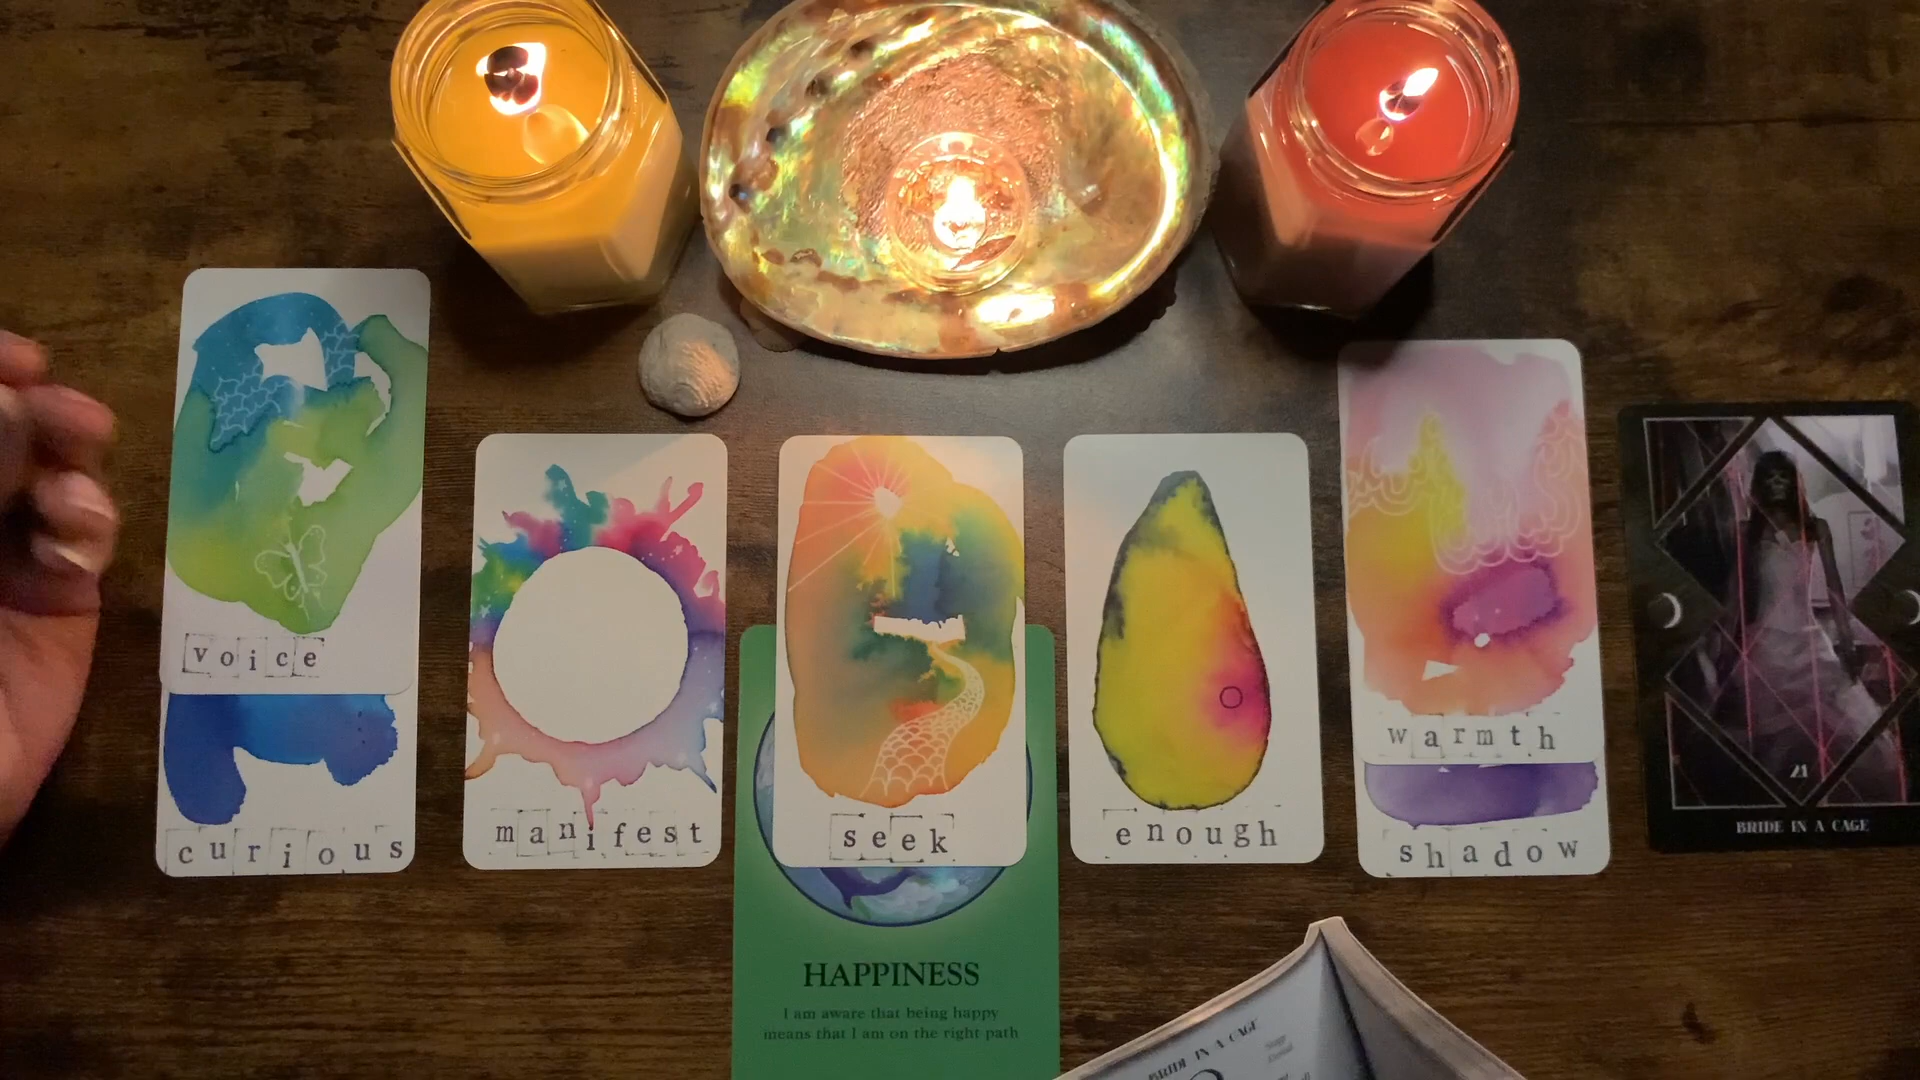 voice
curious
manifest
seek
enough
warmth
shadow
21
BRIDE IN A CAGE
HAPPINESS
I am aware that being happy
means that I am on the right path
BRIDE IN A CAGE